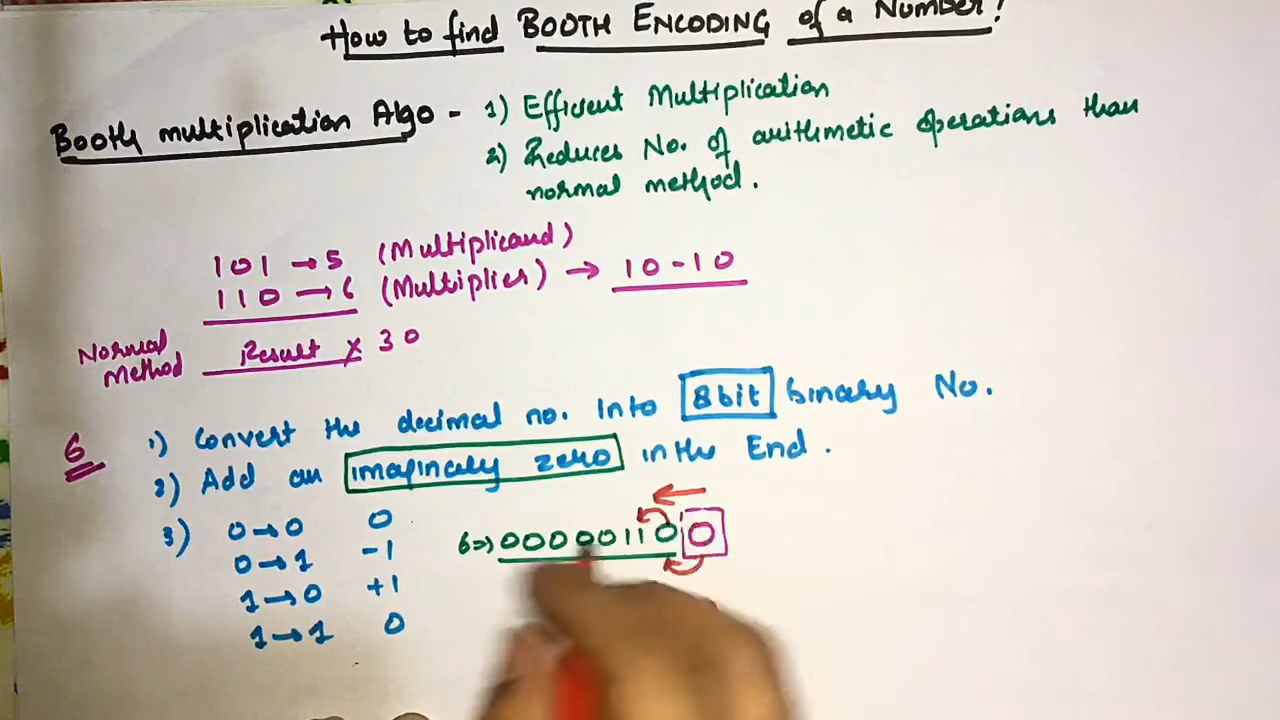 How to find BOOTH ENCODING of a Number?
Booth multiplication Algo - 1) Efficient Multiplication
2) Reduces No. of arithmetic operations than
normal method.
101 → 5 (Multiplicand)
110 → 6 (Multiplier) → 10-10
Normal Method Result x 30
6
1) Convert the decimal no. Into 8bit binary No.
2) Add an imaginary zero in the End.
3) 0→0 0
0→1 -1
1→0 +1
1→1 0
6=> 00000110 0